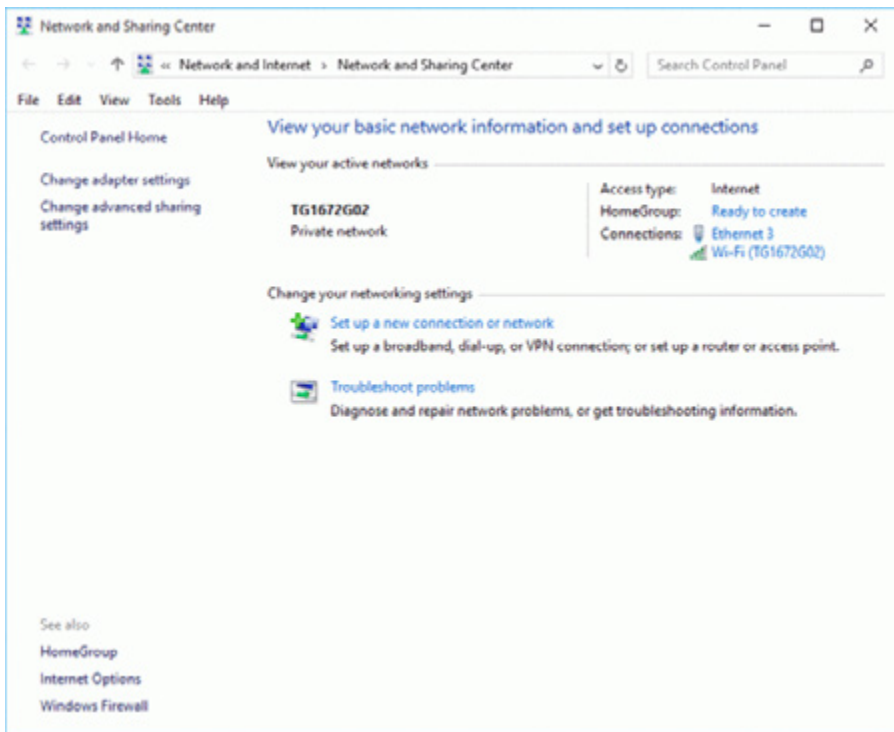 Network and Sharing Center
« Network and Internet › Network and Sharing Center
Search Control Panel
File Edit View Tools Help
Control Panel Home
Change adapter settings
Change advanced sharing
settings
View your basic network information and set up connections
View your active networks
TG1672G02
Private network
Access type: Internet
HomeGroup: Ready to create
Connections: Ethernet 3
Wi-Fi (TG1672G02)
Change your networking settings
Set up a new connection or network
Set up a broadband, dial-up, or VPN connection; or set up a router or access point.
Troubleshoot problems
Diagnose and repair network problems, or get troubleshooting information.
See also
HomeGroup
Internet Options
Windows Firewall